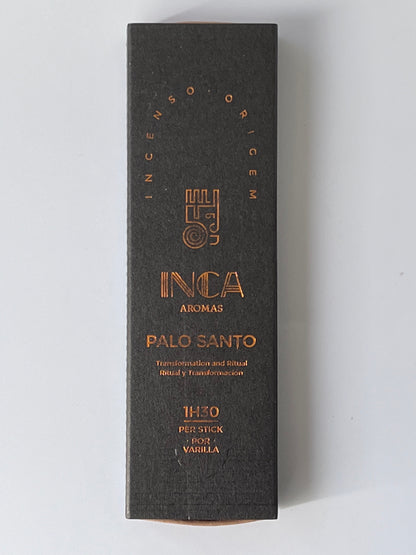 INCENSO · ORIGEM
INCA
AROMAS
PALO SANTO
Transformation and Ritual
Ritual y Transformación
1H30
PER STICK
· POR ·
VARILLA